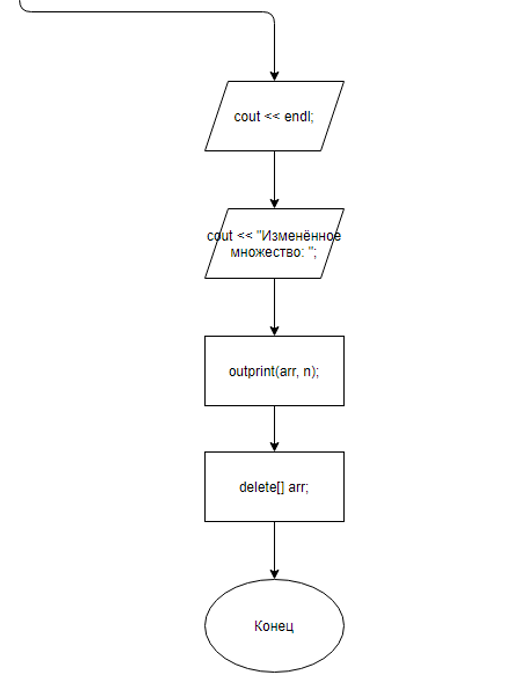 cout << endl;
cout << "Изменённое
множество: ";
outprint(arr, n);
delete[] arr;
Конец